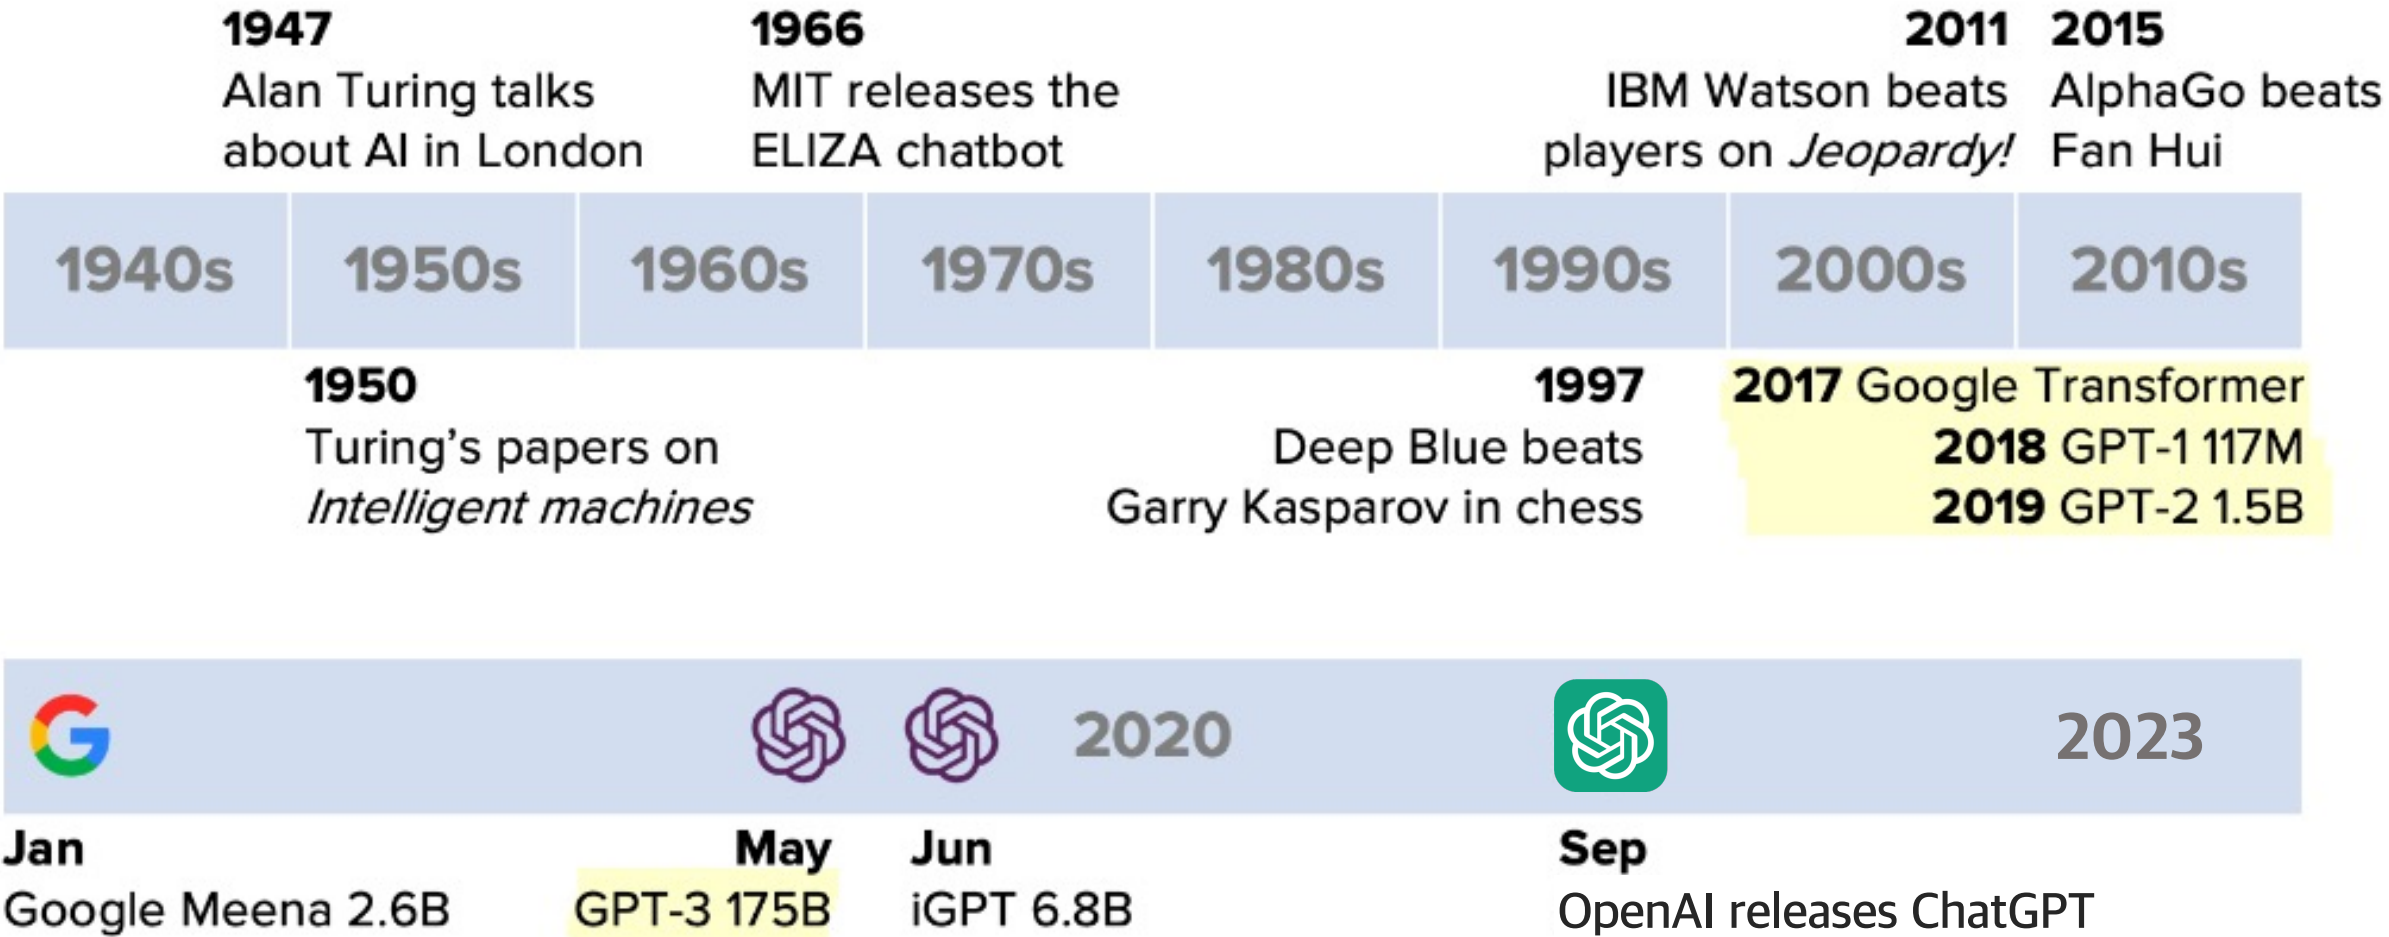 1947
Alan Turing talks
about AI in London
1966
MIT releases the
ELIZA chatbot
2011
IBM Watson beats
players on Jeopardy!
2015
AlphaGo beats
Fan Hui
1940s
1950s
1960s
1970s
1980s
1990s
2000s
2010s
1950
Turing's papers on
Intelligent machines
1997
Deep Blue beats
Garry Kasparov in chess
2017 Google Transformer
2018 GPT-1 117M
2019 GPT-2 1.5B
2020
2023
Jan
Google Meena 2.6B
May
GPT-3 175B
Jun
iGPT 6.8B
Sep
OpenAI releases ChatGPT